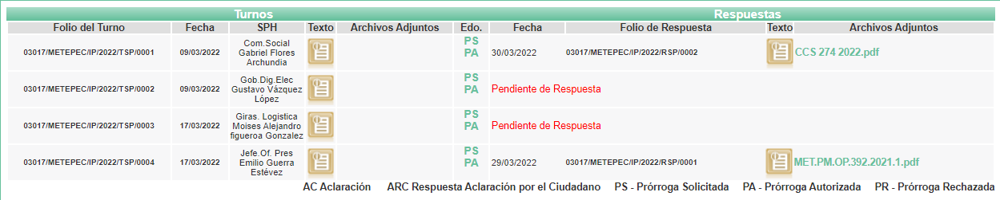 Turnos Respuestas
Folio del Turno Fecha SPH Texto Archivos Adjuntos Edo. Fecha Folio de Respuesta Texto Archivos Adjuntos
03017/METEPEC/IP/2022/TSP/0001 09/03/2022 Com.Social Gabriel Flores Archundia PS PA 30/03/2022 03017/METEPEC/IP/2022/RSP/0002 CCS 274 2022.pdf
03017/METEPEC/IP/2022/TSP/0002 09/03/2022 Gob.Dig.Elec Gustavo Vázquez López PS PA Pendiente de Respuesta
03017/METEPEC/IP/2022/TSP/0003 17/03/2022 Giras. Logistica Moises Alejandro figueroa Gonzalez PS PA Pendiente de Respuesta
03017/METEPEC/IP/2022/TSP/0004 17/03/2022 Jefe.Of. Pres Emilio Guerra Estévez PS PA 29/03/2022 03017/METEPEC/IP/2022/RSP/0001 MET.PM.OP.392.2021.1.pdf
AC Aclaración ARC Respuesta Aclaración por el Ciudadano PS - Prórroga Solicitada PA - Prórroga Autorizada PR - Prórroga Rechazada